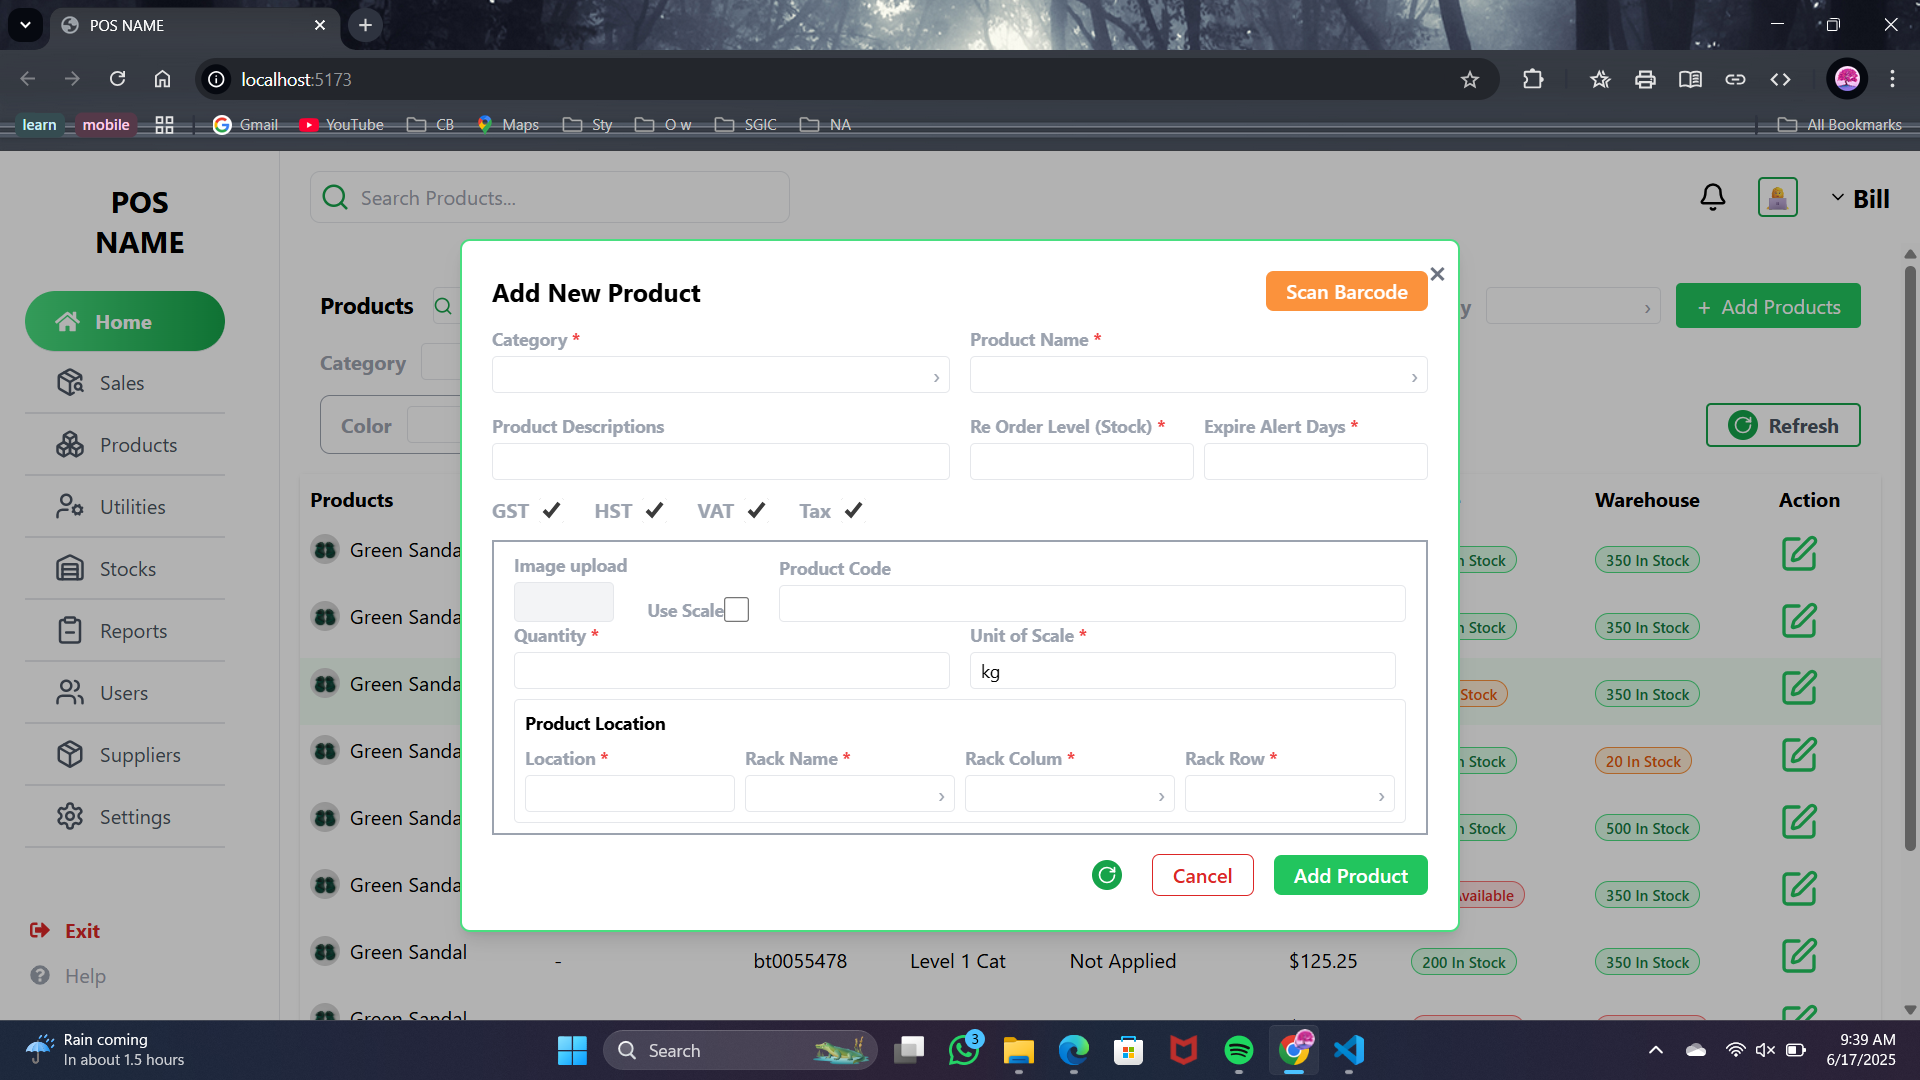 POS NAME
localhost:5173
learn
mobile
Gmail
YouTube
CB
Maps
Sty
O w
SGIC
NA
All Bookmarks
POS
NAME
Search Products...
Bill
Home
Sales
Products
Utilities
Stocks
Reports
Users
Suppliers
Settings
Exit
Help
Products
y
+ Add Products
Category
Color
Refresh
Add New Product
Scan Barcode
Category *
Product Name *
Product Descriptions
Re Order Level (Stock) *
Expire Alert Days *
GST
HST
VAT
Tax
Image upload
Use Scale
Product Code
Quantity *
Unit of Scale *
kg
Product Location
Location *
Rack Name *
Rack Colum *
Rack Row *
Cancel
Add Product
Products
Warehouse
Action
Green Sanda
Stock
350 In Stock
Green Sanda
Stock
350 In Stock
Green Sanda
Stock
350 In Stock
Green Sanda
Stock
20 In Stock
Green Sanda
Stock
500 In Stock
Green Sanda
vailable
350 In Stock
Green Sandal
-
bt0055478
Level 1 Cat
Not Applied
$125.25
200 In Stock
350 In Stock
Green Sandal
Rain coming
In about 1.5 hours
Search
3
9:39 AM
6/17/2025